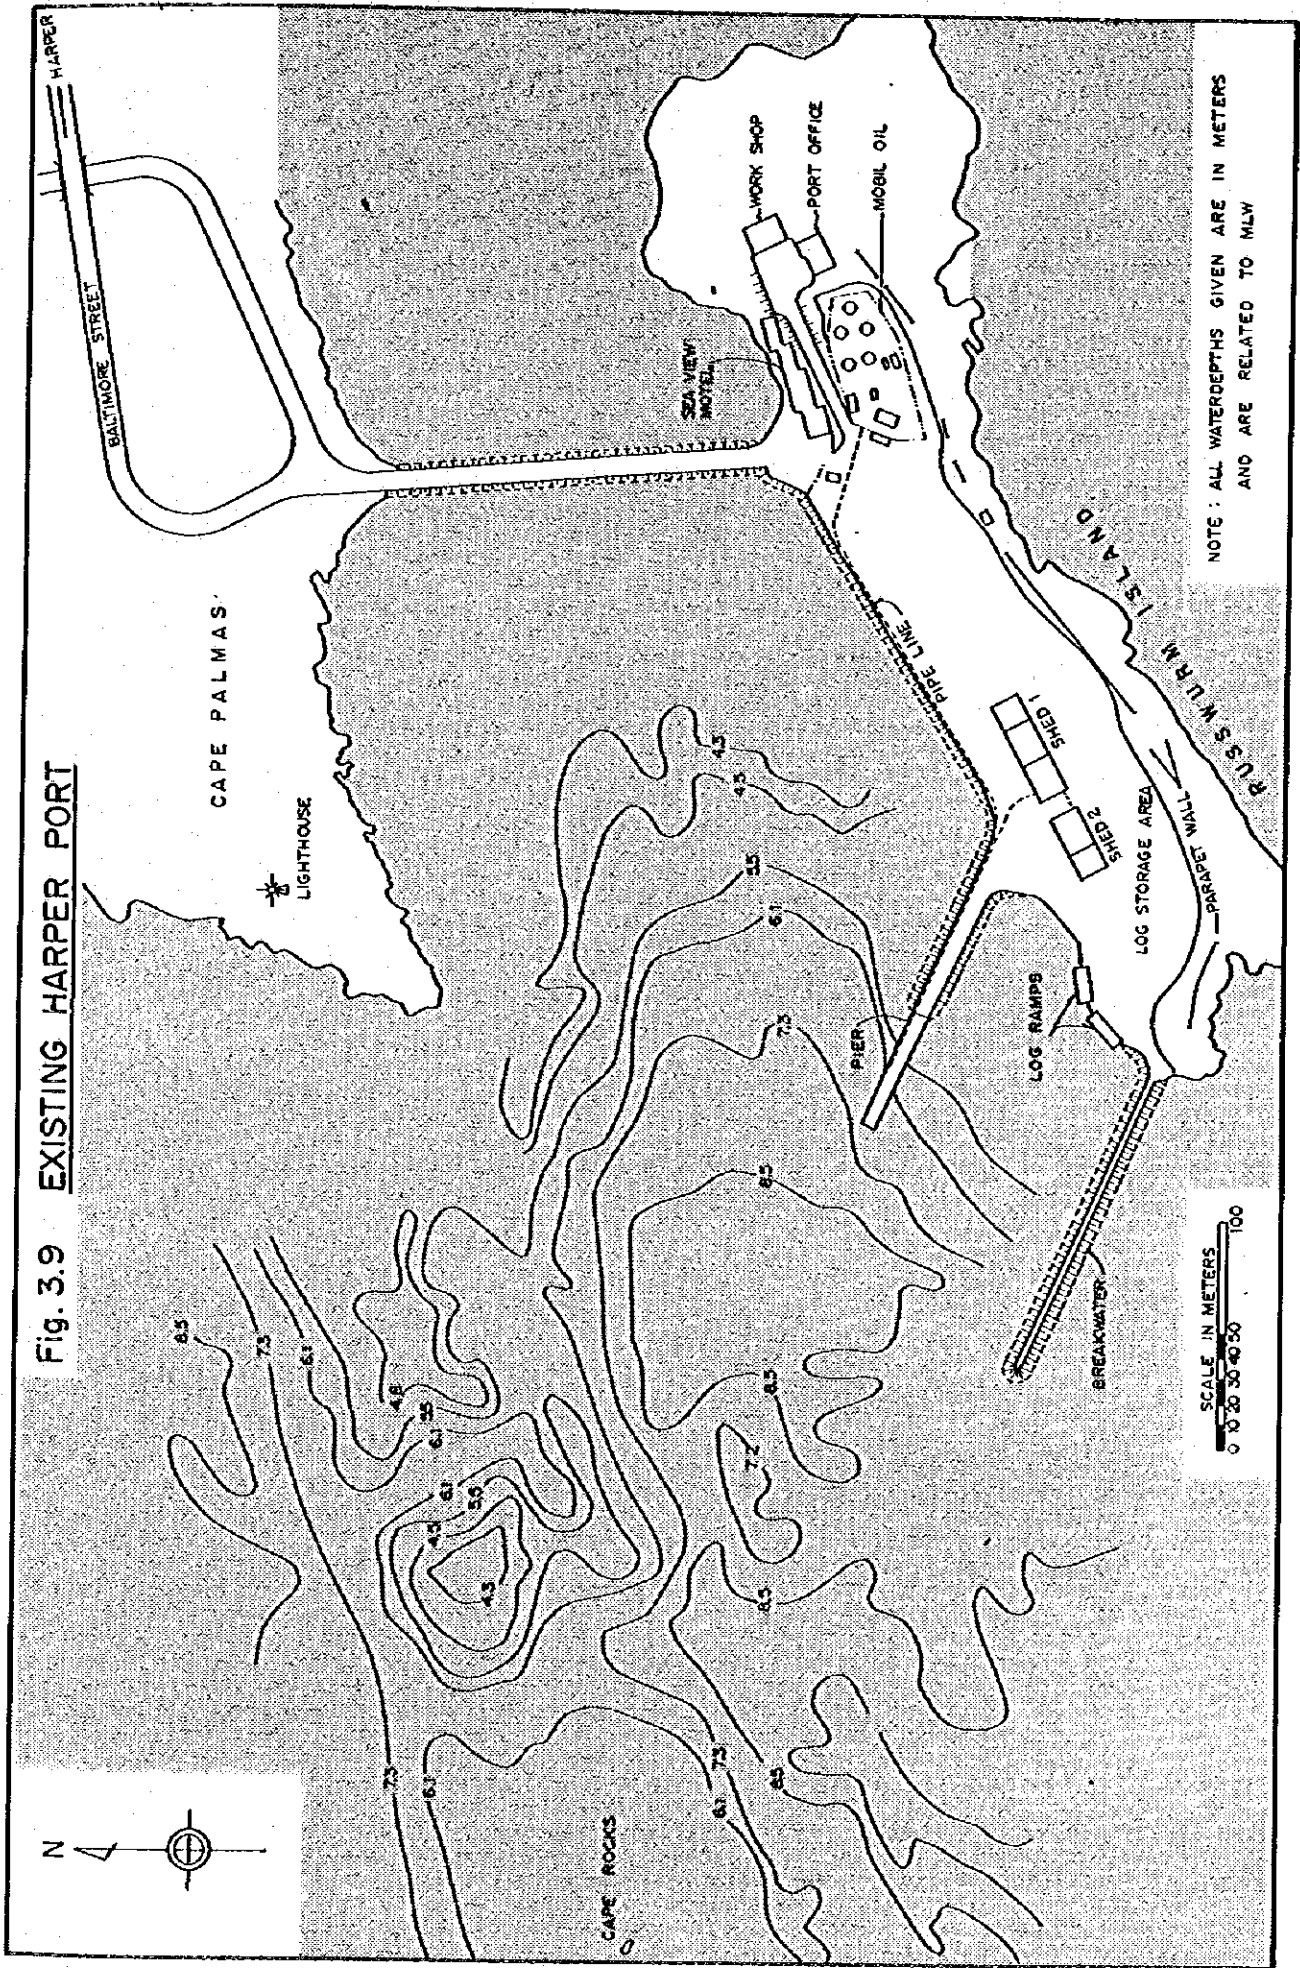 Fig. 3.9 EXISTING HARPER PORT
N
HARPER
BALTIMORE STREET
CAPE PALMAS
LIGHTHOUSE
8.5
7.3
6.1
4.8
5.5
6.1
6.1
5.5
4.5
4.3
7.3
6.1
CAPE ROCKS
7.3
6.1
8.5
8.5
7.2
8.5
8.5
7.3
6.1
5.5
4.5
4.3
SEA VIEW
MOTEL
WORK SHOP
PORT OFFICE
MOBIL OIL
PIPE LINE
PIER
SHED 1
SHED 2
LOG RAMPS
LOG STORAGE AREA
PARAPET WALL
RUSSWURM ISLAND
BREAKWATER
SCALE IN METERS
0 10 20 30 40 50 100
NOTE : ALL WATERDEPTHS GIVEN ARE IN METERS
AND ARE RELATED TO MLW